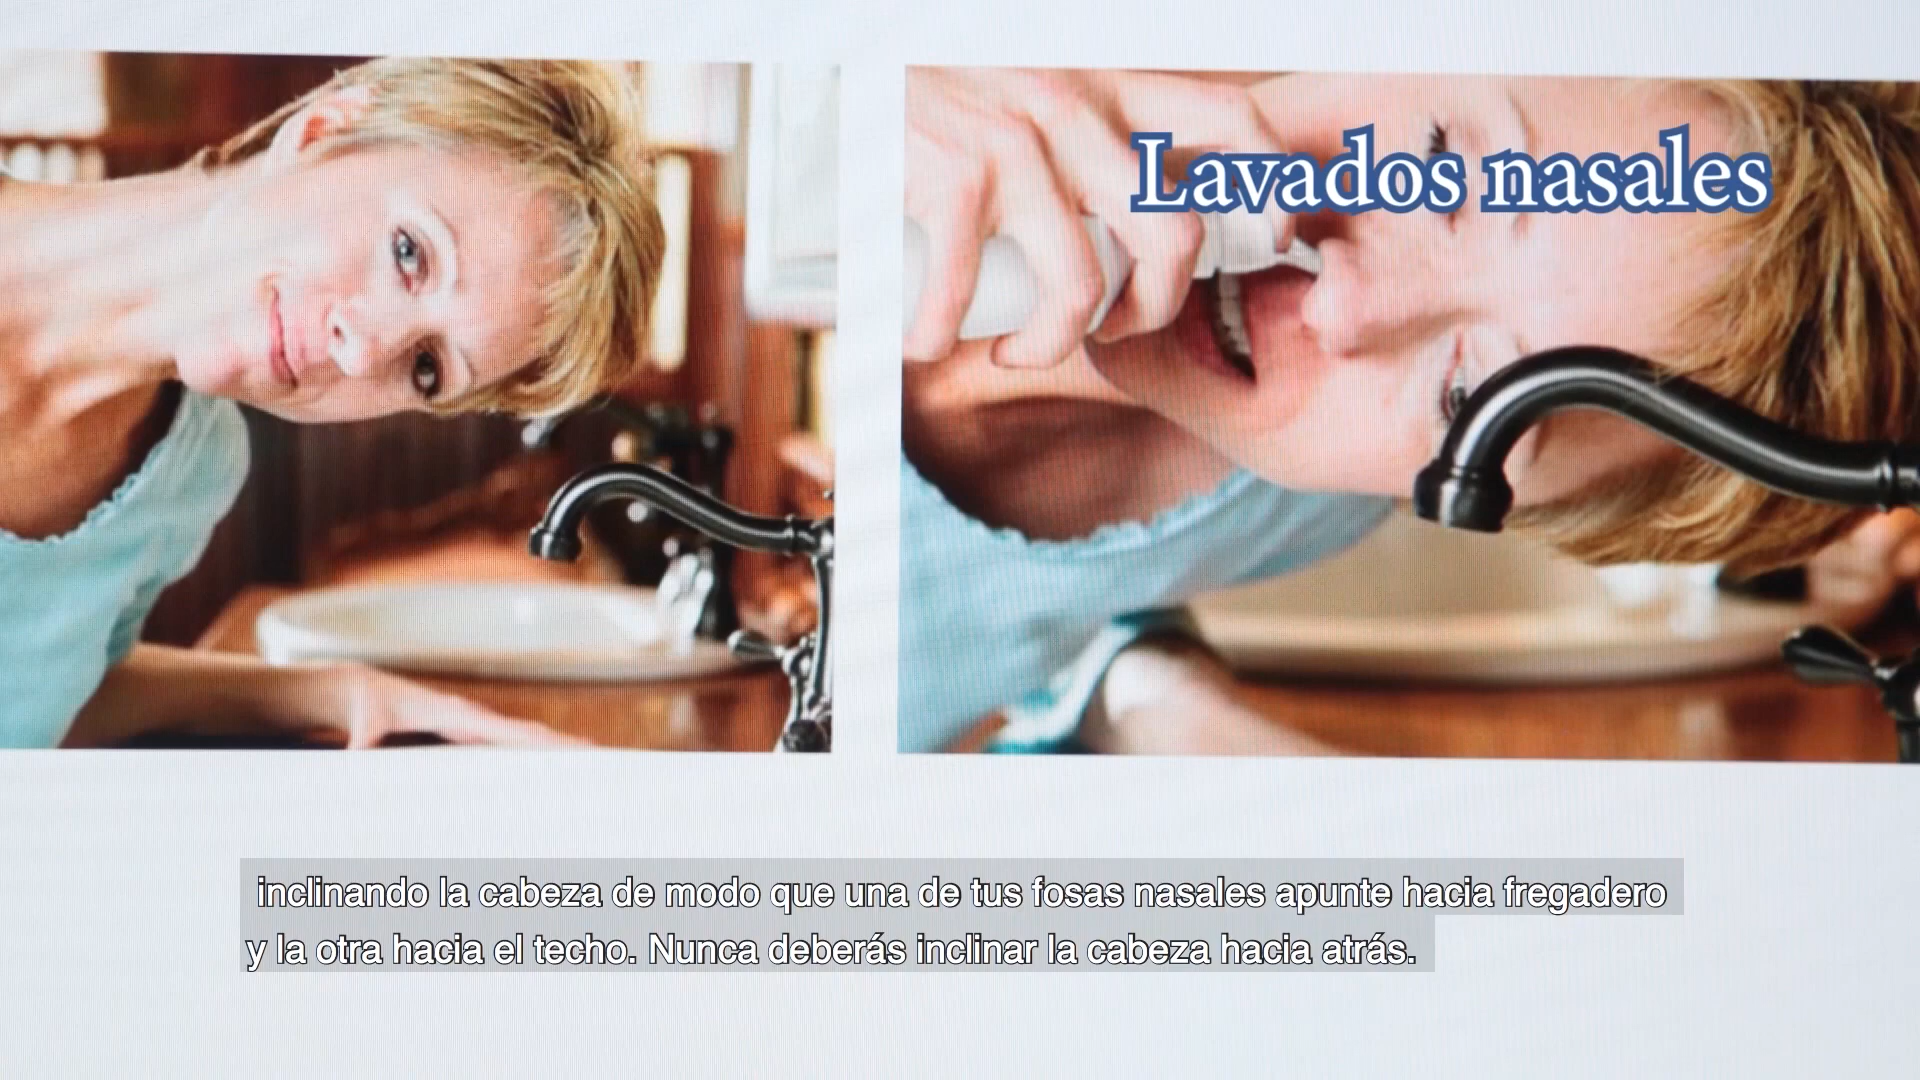 Lavados nasales
inclinando la cabeza de modo que una de tus fosas nasales apunte hacia fregadero
y la otra hacia el techo. Nunca deberás inclinar la cabeza hacia atrás.